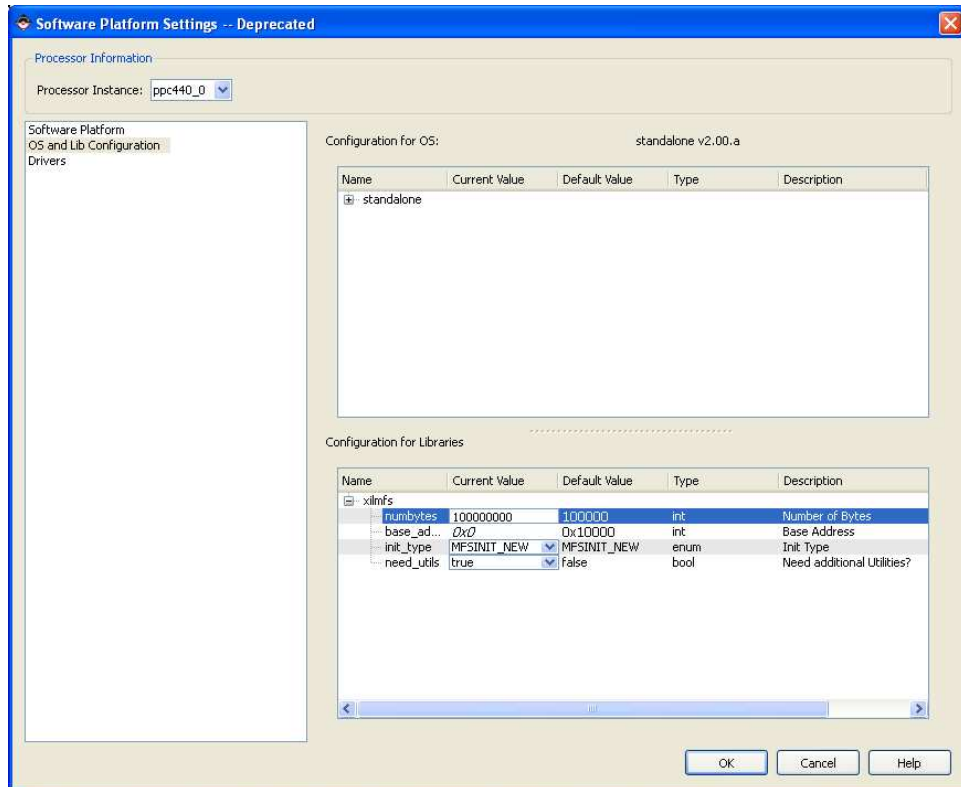 Software Platform Settings -- Deprecated
Processor Information
Processor Instance: ppc440_0
Software Platform
OS and Lib Configuration
Drivers
Configuration for OS: standalone v2.00.a
Name Current Value Default Value Type Description
standalone
Configuration for Libraries
Name Current Value Default Value Type Description
xilmfs
numbytes 100000000 100000 int Number of Bytes
base_ad... 0x0 0x10000 int Base Address
init_type MFSINIT_NEW MFSINIT_NEW enum Init Type
need_utils true false bool Need additional Utilities?
OK Cancel Help